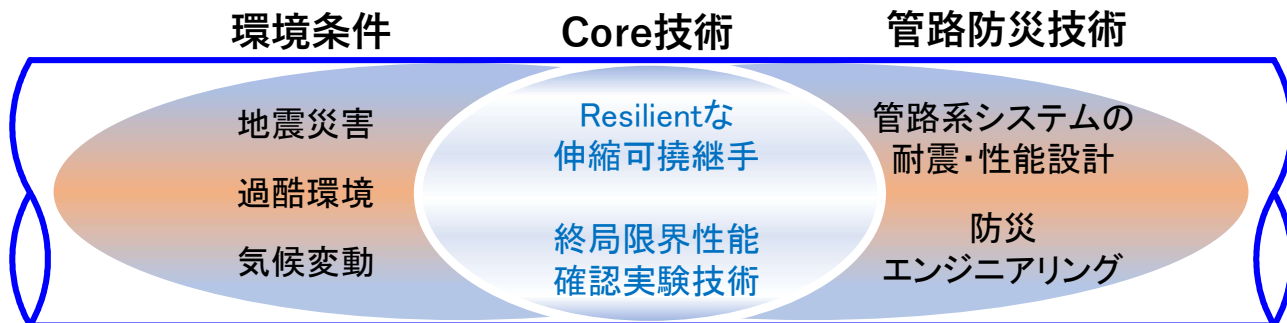 環境条件
地震災害
過酷環境
気候変動
Core技術
Resilientな
伸縮可撓継手
終局限界性能
確認実験技術
管路防災技術
管路系システムの
耐震・性能設計
防災
エンジニアリング